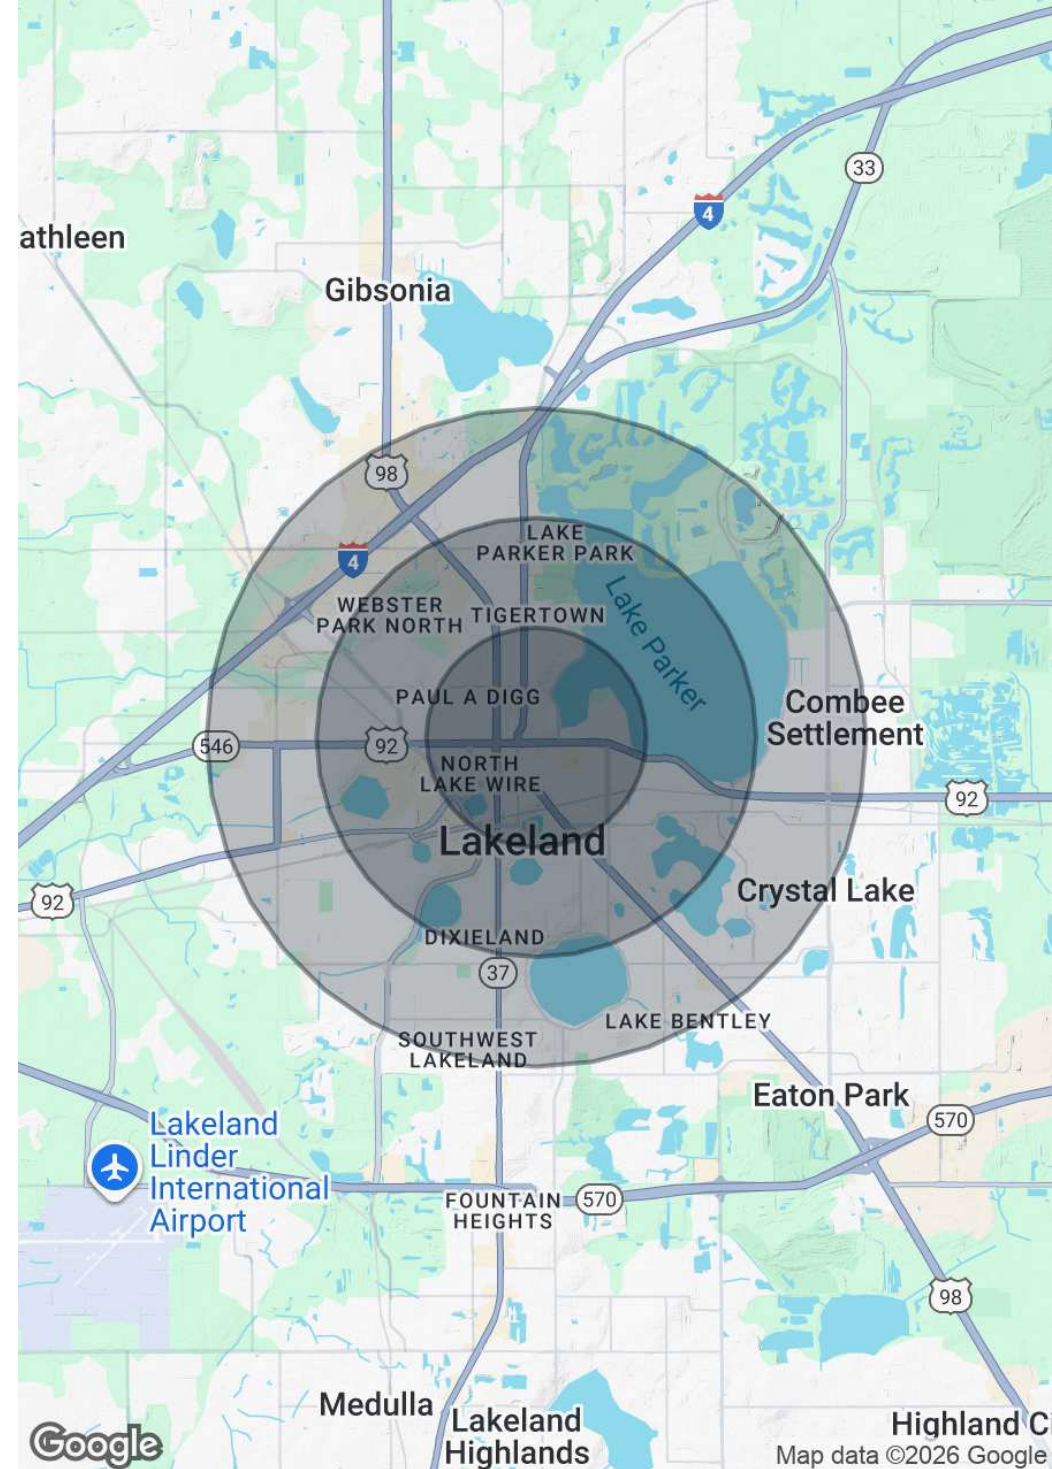 33
4
athleen
Gibsonia
98
LAKE
PARKER PARK
4
WEBSTER
PARK NORTH
TIGERTOWN
Lake Parker
PAUL A DIGG
Combee
Settlement
546
92
NORTH
LAKE WIRE
92
Lakeland
Crystal Lake
92
DIXIELAND
37
LAKE BENTLEY
SOUTHWEST
LAKELAND
Eaton Park
570
Lakeland
Linder
International
Airport
FOUNTAIN
HEIGHTS
570
98
Medulla
Lakeland
Highlands
Highland C
Google
Map data ©2026 Google